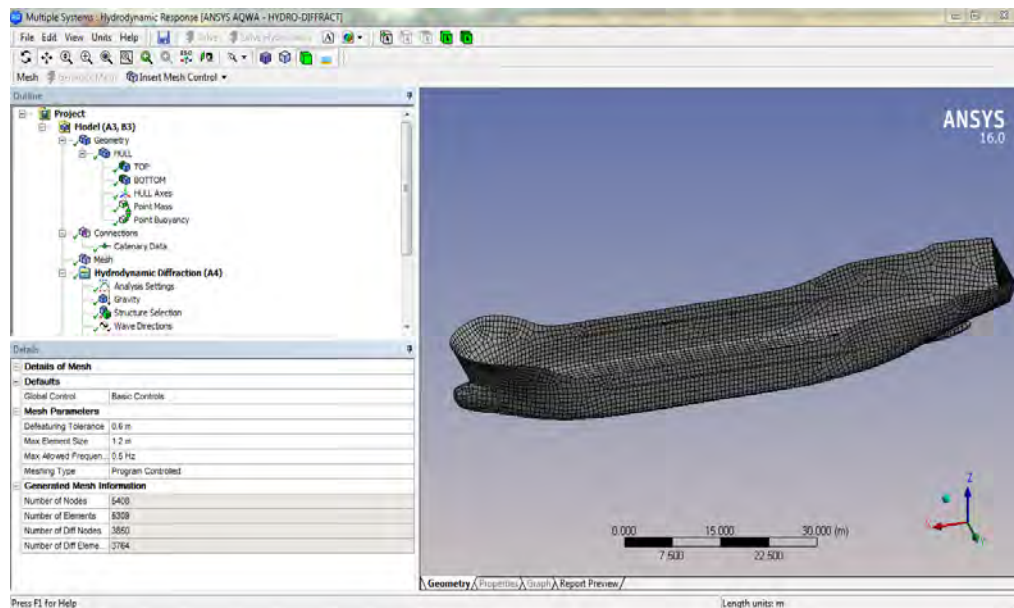 Multiple Systems : Hydrodynamic Response [ANSYS AQWA - HYDRO-DIFFRACT]
File Edit View Units Help
Mesh Insert Mesh Control
Outline
Project
Model (A3, B3)
Geometry
HULL
TOP
BOTTOM
HULL Axes
Point Mass
Point Buoyancy
Connections
Catenary Data
Mesh
Hydrodynamic Diffraction (A4)
Analysis Settings
Gravity
Structure Selection
Wave Directions
Details
Details of Mesh
Defaults
Global Control Basic Controls
Mesh Parameters
Defeaturing Tolerance 0.6 m
Max Element Size 1.2 m
Max Allowed Frequen... 0.5 Hz
Meshing Type Program Controlled
Generated Mesh Information
Number of Nodes 5408
Number of Elements 5309
Number of Diff Nodes 3850
Number of Diff Eleme... 3764
ANSYS
16.0
Z
X
Y
0.000 15.000 30.000 (m)
7.500 22.500
Geometry Properties Graph Report Preview
Press F1 for Help Length units: m